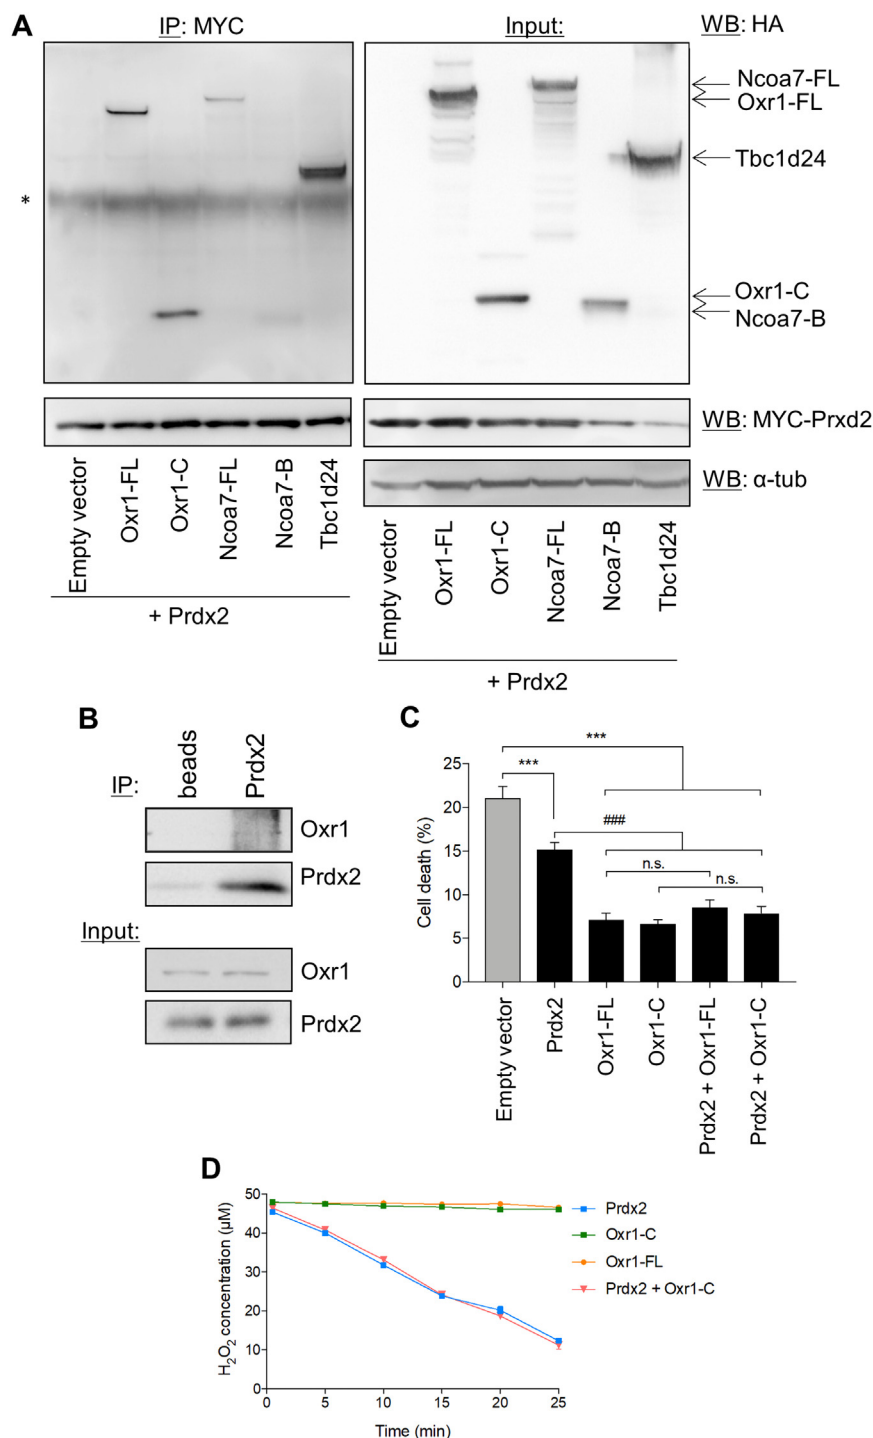 A
IP: MYC
Input:
WB: HA
Ncoa7-FL
Oxr1-FL
Tbc1d24
*
Oxr1-C
Ncoa7-B
WB: MYC-Prxd2
WB: α-tub
Empty vector
Oxr1-FL
Oxr1-C
Ncoa7-FL
Ncoa7-B
Tbc1d24
+ Prdx2
Empty vector
Oxr1-FL
Oxr1-C
Ncoa7-FL
Ncoa7-B
Tbc1d24
+ Prdx2
B
IP:
beads
Prdx2
Oxr1
Prdx2
Input:
Oxr1
Prdx2
C
Cell death (%)
25
20
15
10
5
0
***
***
###
n.s.
n.s.
Empty vector
Prdx2
Oxr1-FL
Oxr1-C
Prdx2 + Oxr1-FL
Prdx2 + Oxr1-C
D
H2O2 concentration (µM)
50
40
30
20
10
0
0 5 10 15 20 25
Time (min)
Prdx2
Oxr1-C
Oxr1-FL
Prdx2 + Oxr1-C